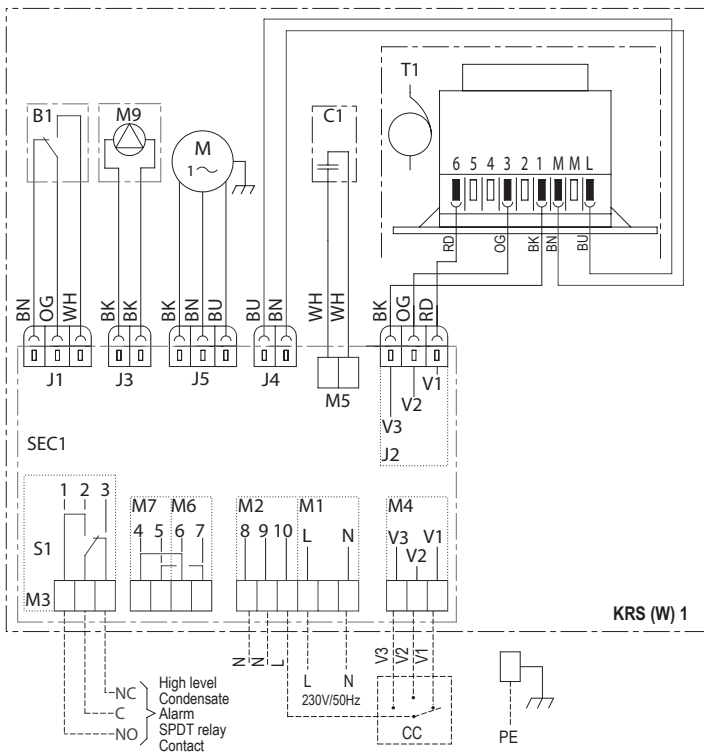 T1
B1 M9 C1
M
1~
6 5 4 3 2 1 M M L
RD OG BK BN BU
BN OG WH BK BK BK BN BU BU BN WH WH BK OG RD
J1 J3 J5 J4 M5
V1
V2
V3
J2
SEC1
1 2 3
S1
M3
M7 M6
4 5 6 7
M2 M1
8 9 10 L N
M4
V3 V2 V1
KRS (W) 1
N N L
L N
230V/50Hz
V3 V2 V1
CC
PE
NC
C
NO
High level
Condensate
Alarm
SPDT relay
Contact